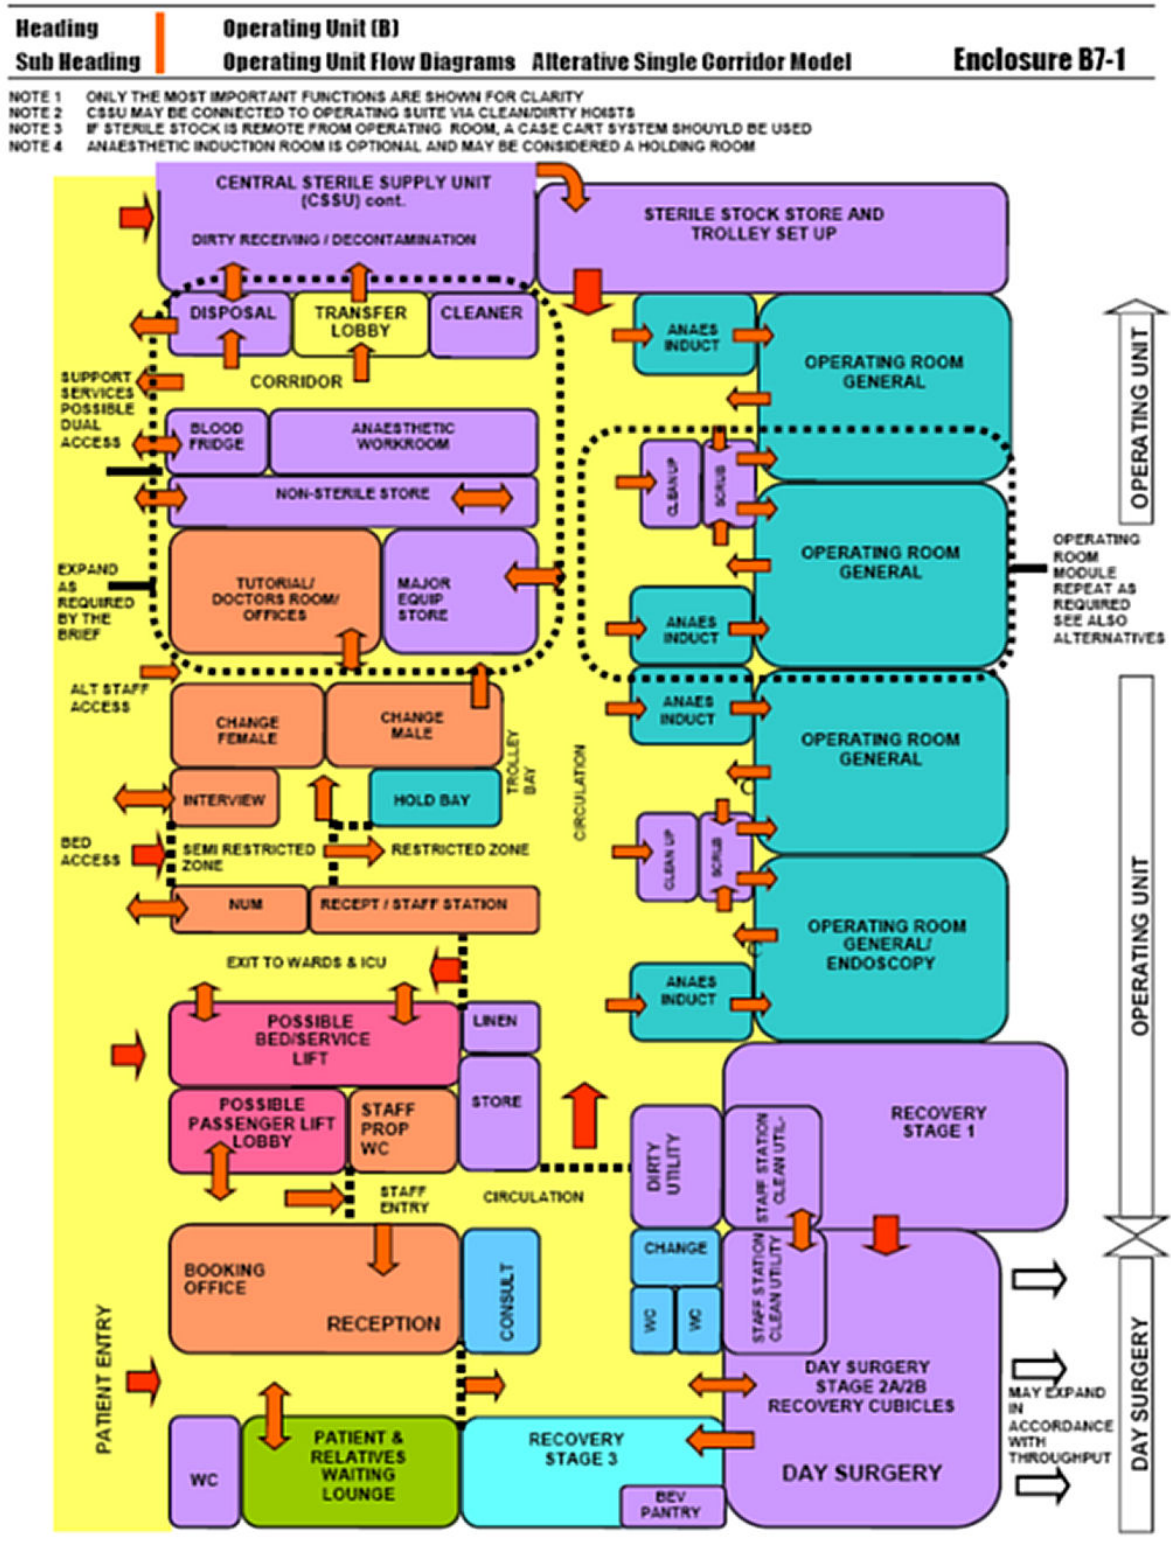 Heading Operating Unit (B)
Sub Heading Operating Unit Flow Diagrams Alterative Single Corridor Model Enclosure B7-1
NOTE 1 ONLY THE MOST IMPORTANT FUNCTIONS ARE SHOWN FOR CLARITY
NOTE 2 CSSU MAY BE CONNECTED TO OPERATING SUITE VIA CLEAN/DIRTY HOISTS
NOTE 3 IF STERILE STOCK IS REMOTE FROM OPERATING ROOM, A CASE CART SYSTEM SHOUYLD BE USED
NOTE 4 ANAESTHETIC INDUCTION ROOM IS OPTIONAL AND MAY BE CONSIDERED A HOLDING ROOM
CENTRAL STERILE SUPPLY UNIT
(CSSU) cont.
DIRTY RECEIVING / DECONTAMINATION
STERILE STOCK STORE AND
TROLLEY SET UP
DISPOSAL
TRANSFER
LOBBY
CLEANER
CORRIDOR
SUPPORT
SERVICES
POSSIBLE
DUAL
ACCESS
BLOOD
FRIDGE
ANAESTHETIC
WORKROOM
NON-STERILE STORE
EXPAND
AS
REQUIRED
BY THE
BRIEF
TUTORIAL/
DOCTORS ROOM/
OFFICES
MAJOR
EQUIP
STORE
ALT STAFF
ACCESS
CHANGE
FEMALE
CHANGE
MALE
TROLLEY
BAY
INTERVIEW
HOLD BAY
BED
ACCESS
SEMI RESTRICTED
ZONE
RESTRICTED ZONE
NUM
RECEPT / STAFF STATION
EXIT TO WARDS & ICU
POSSIBLE
BED/SERVICE
LIFT
LINEN
POSSIBLE
PASSENGER LIFT
LOBBY
STAFF
PROP
WC
STORE
STAFF
ENTRY
CIRCULATION
BOOKING
OFFICE
RECEPTION
CONSULT
PATIENT ENTRY
WC
PATIENT &
RELATIVES
WAITING
LOUNGE
RECOVERY
STAGE 3
BEV
PANTRY
CIRCULATION
ANAES
INDUCT
OPERATING ROOM
GENERAL
CLEAN UP
SCRUB
OPERATING ROOM
GENERAL
ANAES
INDUCT
ANAES
INDUCT
OPERATING ROOM
GENERAL
C
CLEAN UP
SCRUB
OPERATING ROOM
GENERAL/
ENDOSCOPY
C
ANAES
INDUCT
RECOVERY
STAGE 1
DIRTY
UTILITY
STAFF STATION
CLEAN UTIL-
CHANGE
WC
WC
STAFF STATION
CLEAN UTILITY
DAY SURGERY
STAGE 2A/2B
RECOVERY CUBICLES
DAY SURGERY
OPERATING UNIT
OPERATING
ROOM
MODULE
REPEAT AS
REQUIRED
SEE ALSO
ALTERNATIVES
OPERATING UNIT
MAY EXPAND
IN
ACCORDANCE
WITH
THROUGHPUT
DAY SURGERY